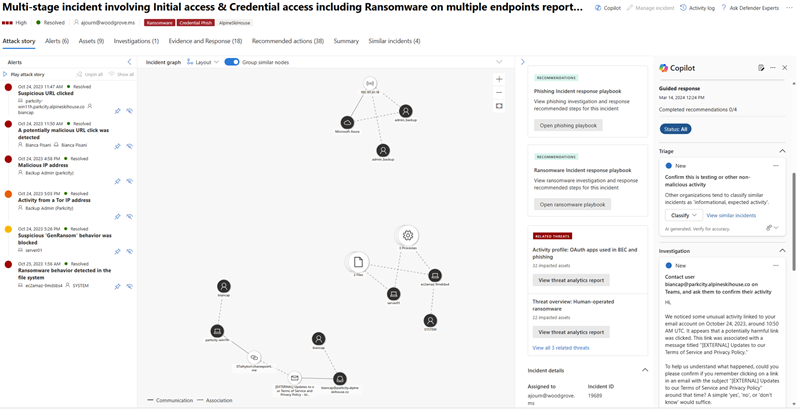 Multi-stage incident involving Initial access & Credential access including Ransomware on multiple endpoints report...
Copilot
Manage incident
Activity log
Ask Defender Experts
High
Resolved
ajourn@woodgrove.ms
Ransomware
Credential Phish
AlpineSkiHouse
Attack story
Alerts (6)
Assets (9)
Investigations (1)
Evidence and Response (18)
Recommended actions (38)
Summary
Similar incidents (4)
Alerts
Play attack story
Unpin all
Show all
Oct 24, 2023 11:47 AM Resolved
Suspicious URL clicked
parkcity-
win11h.parkcity.alpineskihouse.co
biancap
Oct 24, 2023 11:50 AM Resolved
A potentially malicious URL click was
detected
Bianca Pisani Bianca Pisani
Oct 24, 2023 4:58 PM Resolved
Malicious IP address
Backup Admin (Parkcity)
Oct 24, 2023 5:03 PM Resolved
Activity from a Tor IP address
Backup Admin (Parkcity)
Oct 24, 2023 5:26 PM Resolved
Suspicious 'GenRansom' behavior was
blocked
server01
Oct 25, 2023 1:56 AM Resolved
Ransomware behavior detected in the
file system
SYSTEM
Incident graph
Layout
Group similar nodes
Microsoft Azure
admin_backup
admin_backup
3 Processes
2 Files
server01
SYSTEM
biancap
biancap
[EXTERNAL] Updates to o
ur Terms of Service and
Communication
Association
RECOMMENDATIONS
Phishing Incident response playbook
View phishing investigation and response
recommended steps for this incident
Open phishing playbook
RECOMMENDATIONS
Ransomware Incident response playbook
View ransomware investigation and response
recommended steps for this incident
Open ransomware playbook
RELATED THREATS
Activity profile: OAuth apps used in BEC and
phishing
32 impacted assets
View threat analytics report
Threat overview: Human-operated
ransomware
22 impacted assets
View threat analytics report
View all 3 related threats
Incident details
Assigned to
Incident ID
ajourn@woodgrove.
ms
19689
Copilot
Guided response
Mar 14, 2024 12:24 PM
Completed recommendations 0/4
Status: All
Triage
New
Confirm this is testing or other non-
malicious activity
Other organizations tend to classify similar
incidents as 'informational, expected activity'.
Classify
View similar incidents
AI generated. Verify for accuracy.
Investigation
New
Contact user
biancap@parkcity.alpineskihouse.co on
Teams, and ask them to confirm their activity
Hi,
We noticed some unusual activity linked to your
email account on October 24, 2023, around 10:50
AM UTC. It appears that a potentially harmful link
was clicked. This link was associated with a
message titled "[EXTERNAL] Updates to our
Terms of Service and Privacy Policy."
To help us understand what happened, could you
please confirm if you remember clicking on a link
in an email with the subject "[EXTERNAL] Updates
to our Terms of Service and Privacy Policy"
around that time? A simple 'yes', 'no', or 'don't
know' would suffice.